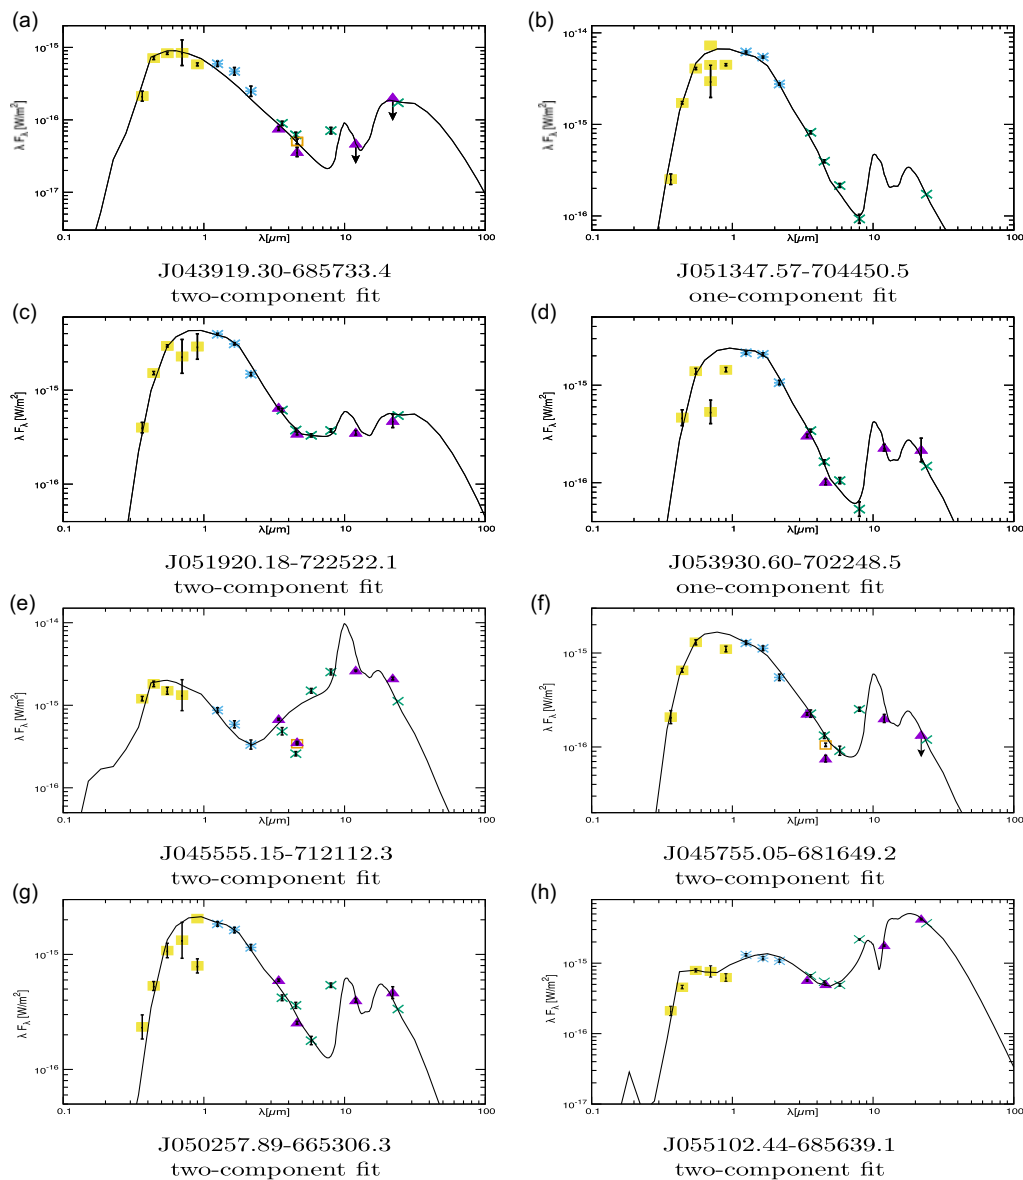 (a)
10⁻¹⁵
10⁻¹⁶
10⁻¹⁷
λ Fλ [W/m²]
0.1 1 10 100
λ[μm]
J043919.30-685733.4
two-component fit
(b)
10⁻¹⁴
10⁻¹⁵
10⁻¹⁶
λ Fλ [W/m²]
0.1 1 10 100
λ[μm]
J051347.57-704450.5
one-component fit
(c)
10⁻¹⁵
10⁻¹⁶
λ Fλ [W/m²]
0.1 1 10 100
λ[μm]
J051920.18-722522.1
two-component fit
(d)
10⁻¹⁵
10⁻¹⁶
λ Fλ [W/m²]
0.1 1 10 100
λ[μm]
J053930.60-702248.5
one-component fit
(e)
10⁻¹⁴
10⁻¹⁵
10⁻¹⁶
λ Fλ [W/m²]
0.1 1 10 100
λ[μm]
J045555.15-712112.3
two-component fit
(f)
10⁻¹⁵
10⁻¹⁶
λ Fλ [W/m²]
0.1 1 10 100
λ[μm]
J045755.05-681649.2
two-component fit
(g)
10⁻¹⁵
10⁻¹⁶
λ Fλ [W/m²]
0.1 1 10 100
λ[μm]
J050257.89-665306.3
two-component fit
(h)
10⁻¹⁵
10⁻¹⁶
10⁻¹⁷
λ Fλ [W/m²]
0.1 1 10 100
λ[μm]
J055102.44-685639.1
two-component fit